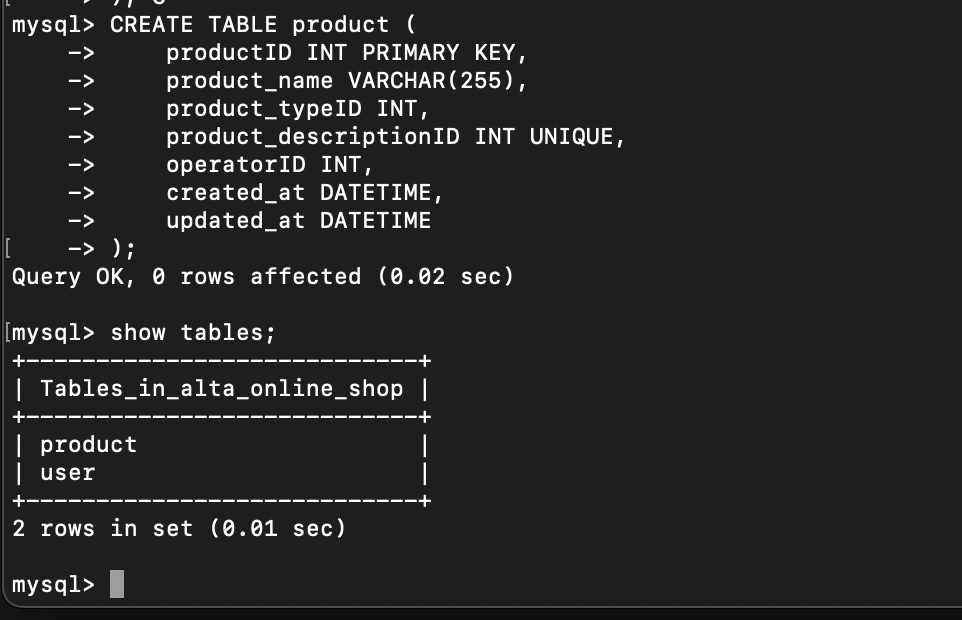 mysql> CREATE TABLE product (
    ->     productID INT PRIMARY KEY,
    ->     product_name VARCHAR(255),
    ->     product_typeID INT,
    ->     product_descriptionID INT UNIQUE,
    ->     operatorID INT,
    ->     created_at DATETIME,
    ->     updated_at DATETIME
[    -> );
Query OK, 0 rows affected (0.02 sec)
[mysql> show tables;
+----------------------------+
| Tables_in_alta_online_shop |
+----------------------------+
| product                    |
| user                       |
+----------------------------+
2 rows in set (0.01 sec)
mysql>